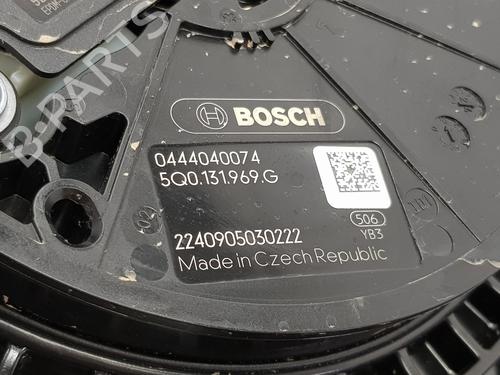 BOSCH
0444040074
5Q0.131.969.G
506
YB3
2240905030222
Made in Czech Republic
B-PARTS